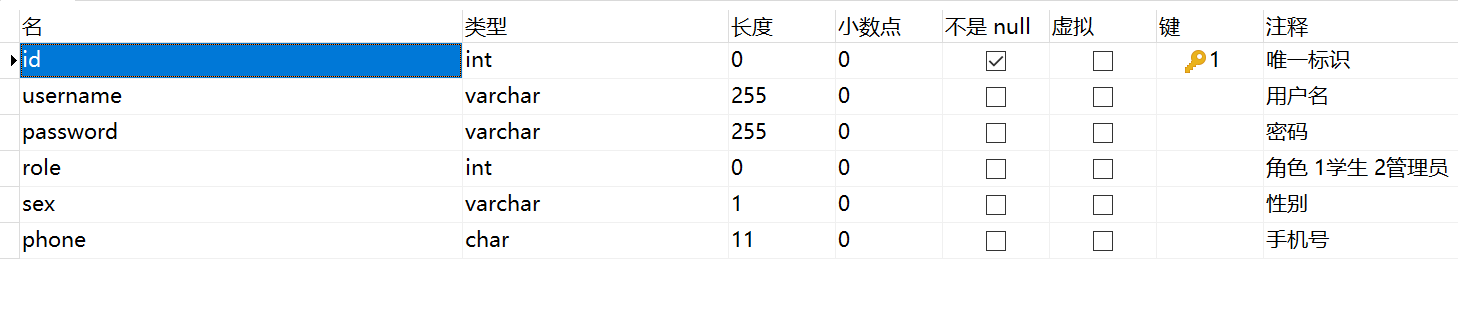 名 类型 长度 小数点 不是 null 虚拟 键 注释
id int 0 0 1 唯一标识
username varchar 255 0 用户名
password varchar 255 0 密码
role int 0 0 角色 1学生 2管理员
sex varchar 1 0 性别
phone char 11 0 手机号